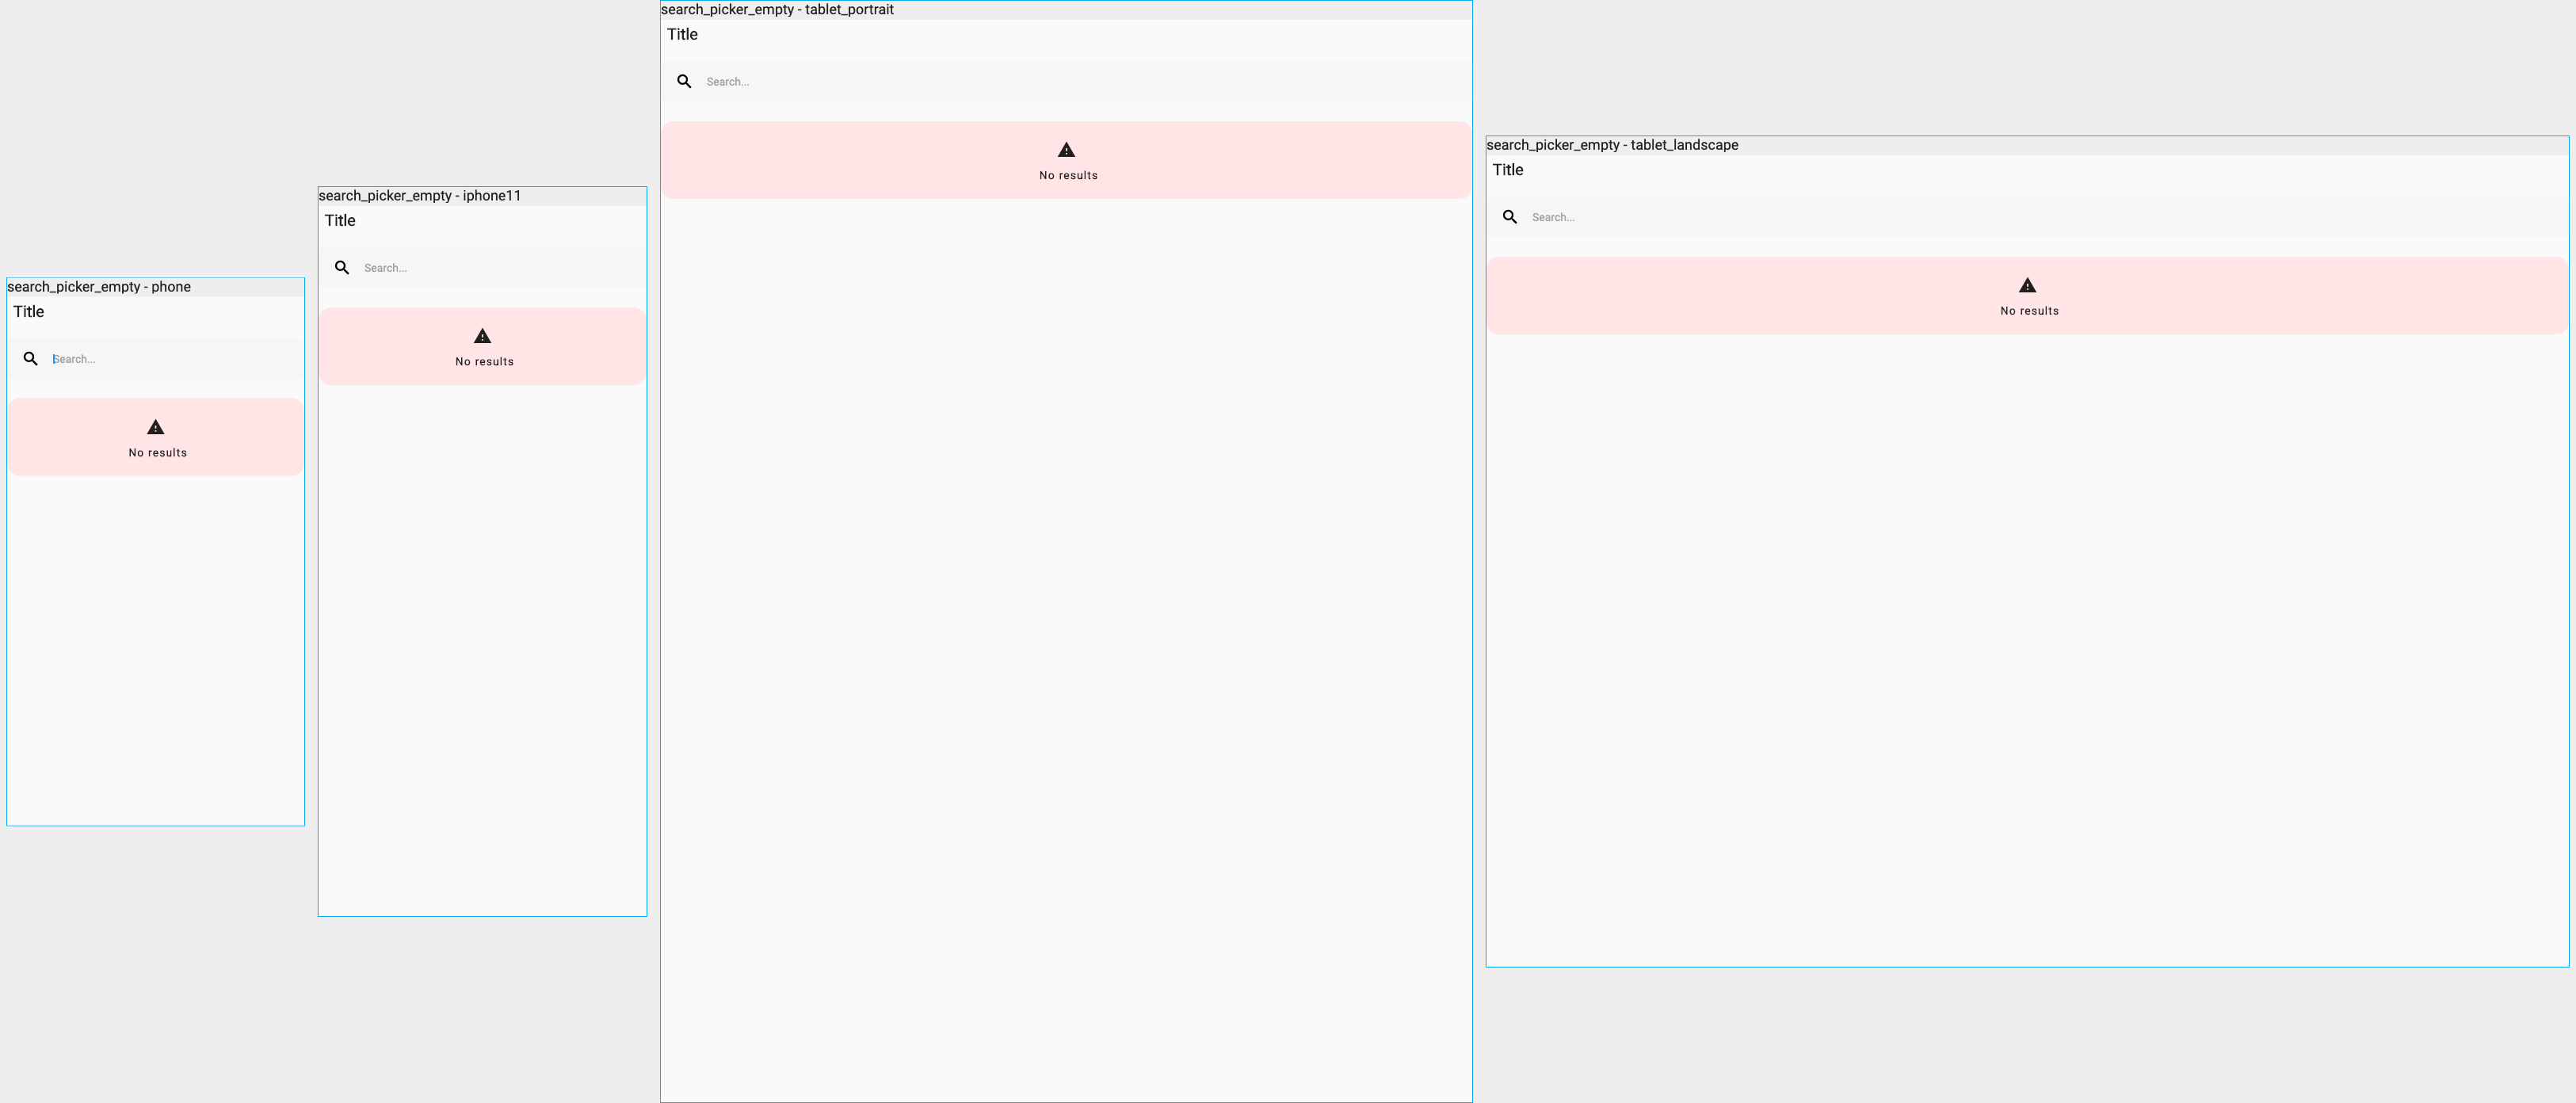 search_picker_empty - phone
Title
Search...
No results
search_picker_empty - iphone11
Title
Search...
No results
search_picker_empty - tablet_portrait
Title
Search...
No results
search_picker_empty - tablet_landscape
Title
Search...
No results